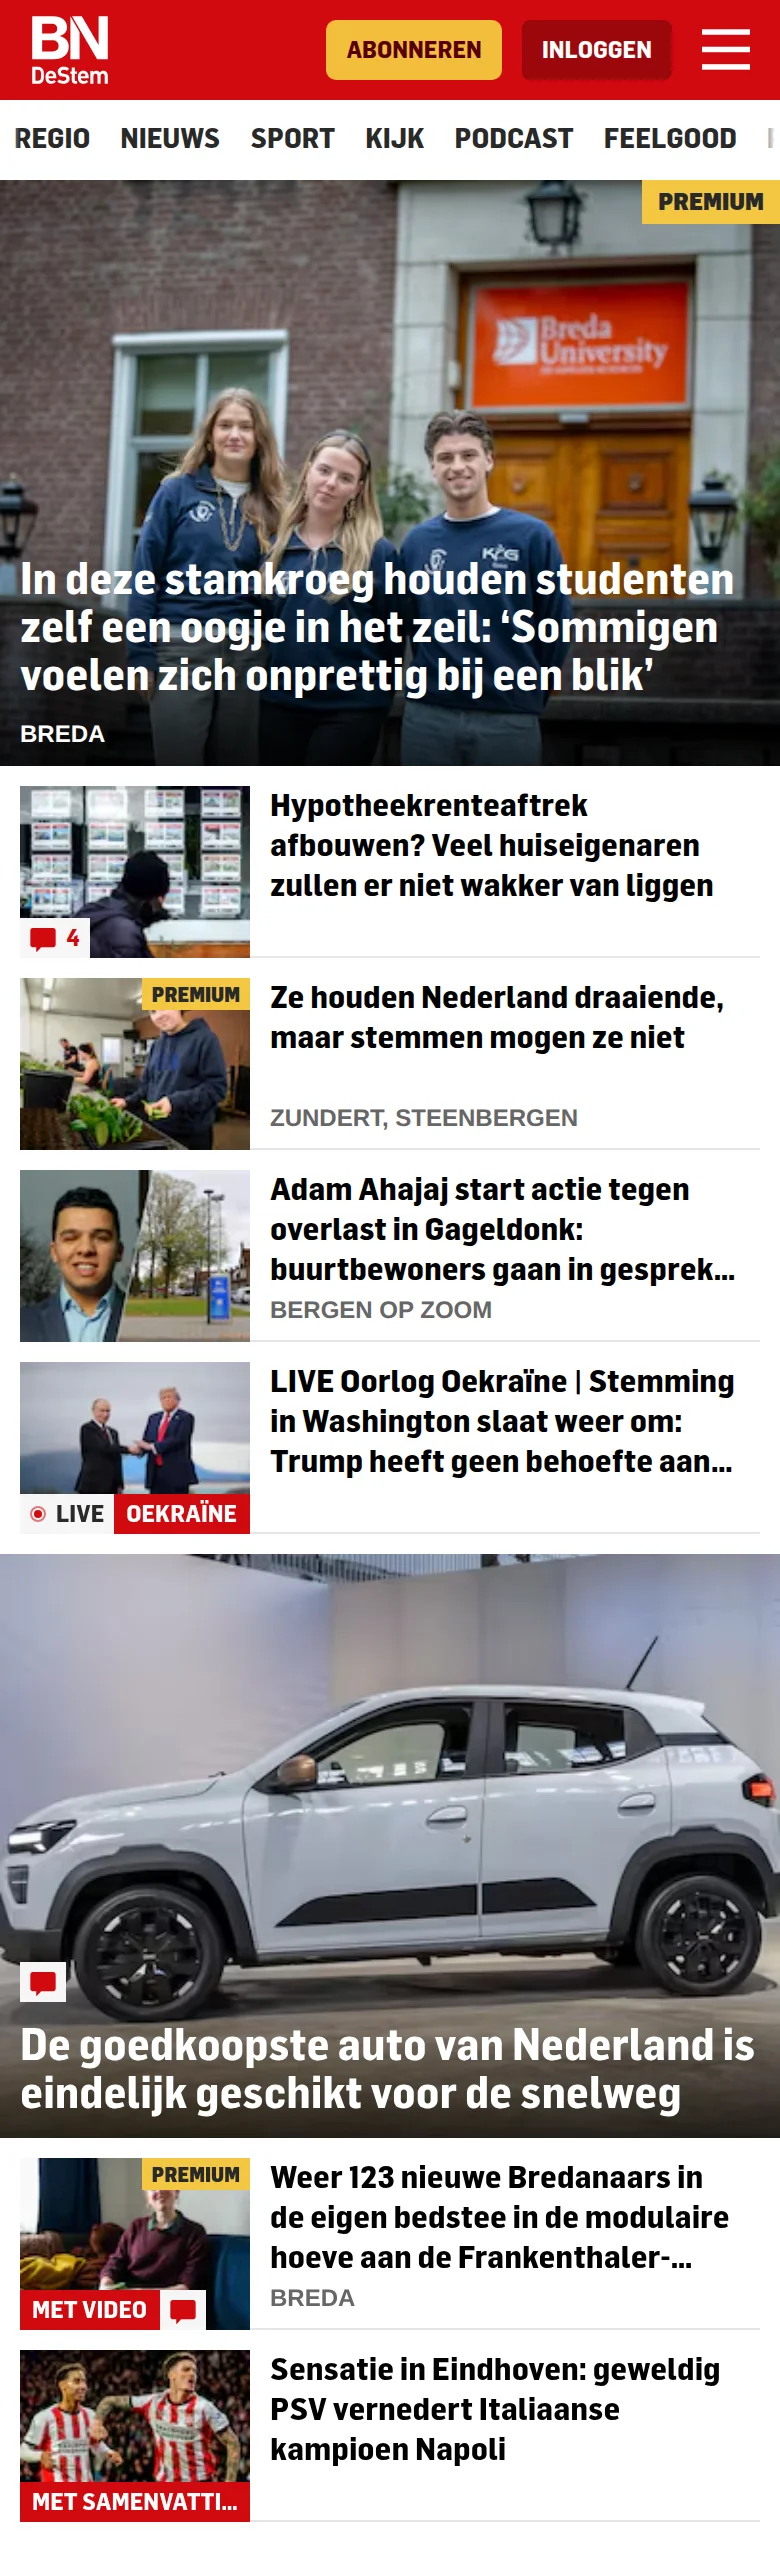 BN
DeStem
ABONNEREN
INLOGGEN
REGIO NIEUWS SPORT KIJK PODCAST FEELGOOD
PREMIUM
Breda
University
In deze stamkroeg houden studenten
zelf een oogje in het zeil: ‘Sommigen
voelen zich onprettig bij een blik’
BREDA
Hypotheekrenteaftrek
afbouwen? Veel huiseigenaren
zullen er niet wakker van liggen
4
PREMIUM
Ze houden Nederland draaiende,
maar stemmen mogen ze niet
ZUNDERT, STEENBERGEN
Adam Ahajaj start actie tegen
overlast in Gageldonk:
buurtbewoners gaan in gesprek...
BERGEN OP ZOOM
LIVE Oorlog Oekraïne | Stemming
in Washington slaat weer om:
Trump heeft geen behoefte aan...
LIVE OEKRAÏNE
De goedkoopste auto van Nederland is
eindelijk geschikt voor de snelweg
PREMIUM
Weer 123 nieuwe Bredanaars in
de eigen bedstee in de modulaire
hoeve aan de Frankenthaler-...
BREDA
MET VIDEO
Sensatie in Eindhoven: geweldig
PSV vernedert Italiaanse
kampioen Napoli
MET SAMENVATTI...